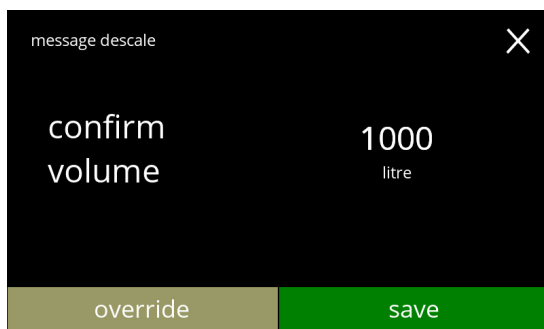 message descale
confirm
volume
1000
litre
override
save